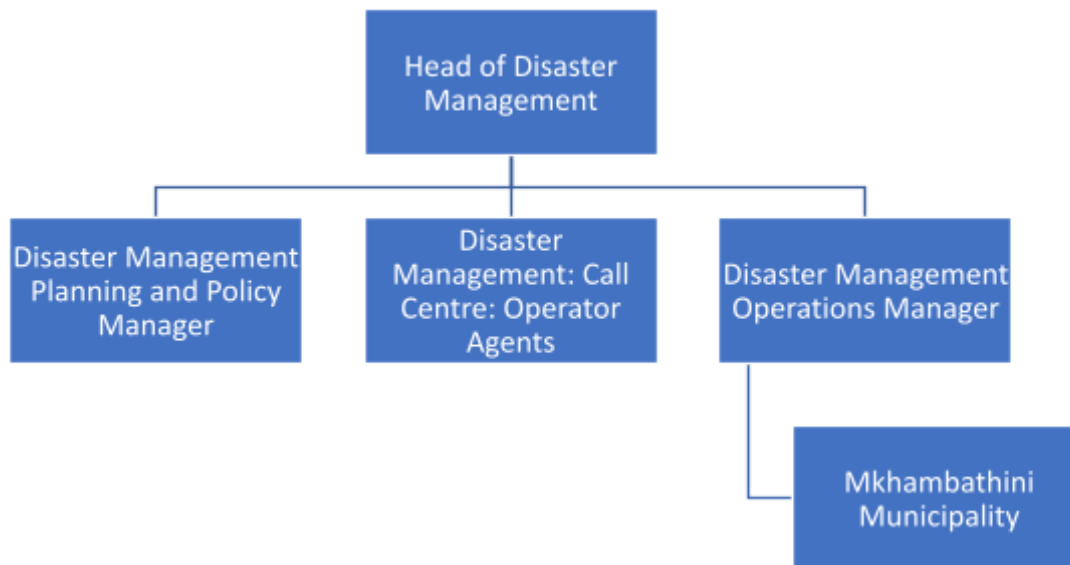 Head of Disaster
Management
Disaster Management
Planning and Policy
Manager
Disaster
Management: Call
Centre: Operator
Agents
Disaster Management
Operations Manager
Mkhambathini
Municipality